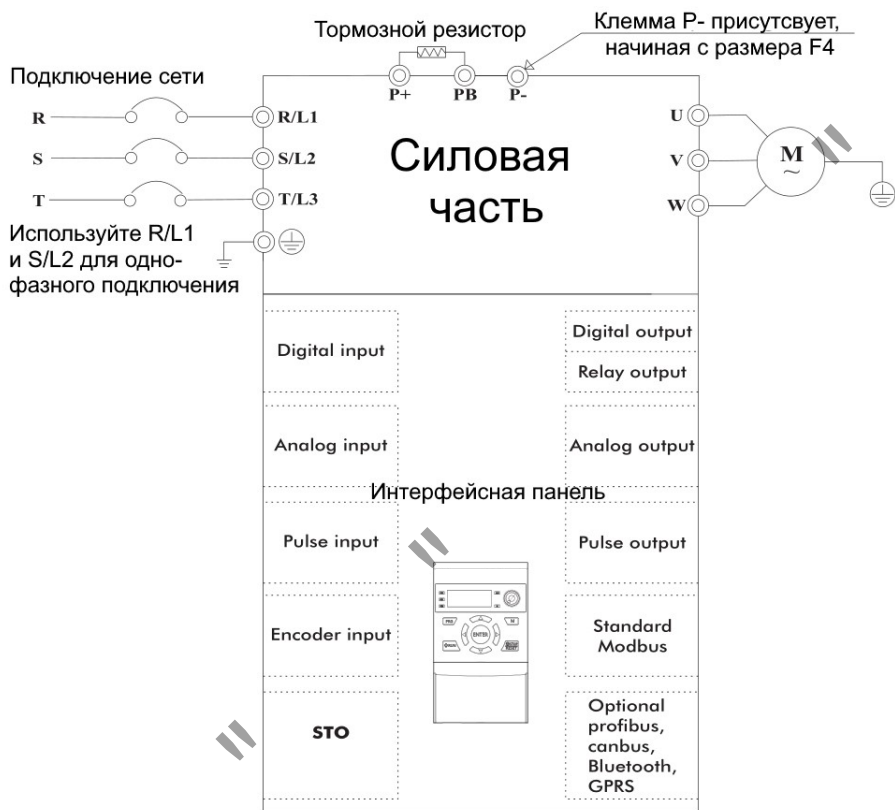 Тормозной резистор
Клемма P- присутсвует,
начиная с размера F4
Подключение сети
P+
PB
P-
R
R/L1
S
S/L2
T
T/L3
Силовая
часть
U
V
W
M
~
Используйте R/L1
и S/L2 для одно-
фазного подключения
Digital input
Digital output
Relay output
Analog input
Analog output
Интерфейсная панель
Pulse input
Pulse output
Encoder input
ENTER
Standard
Modbus
STO
Optional
profibus,
canbus,
Bluetooth,
GPRS